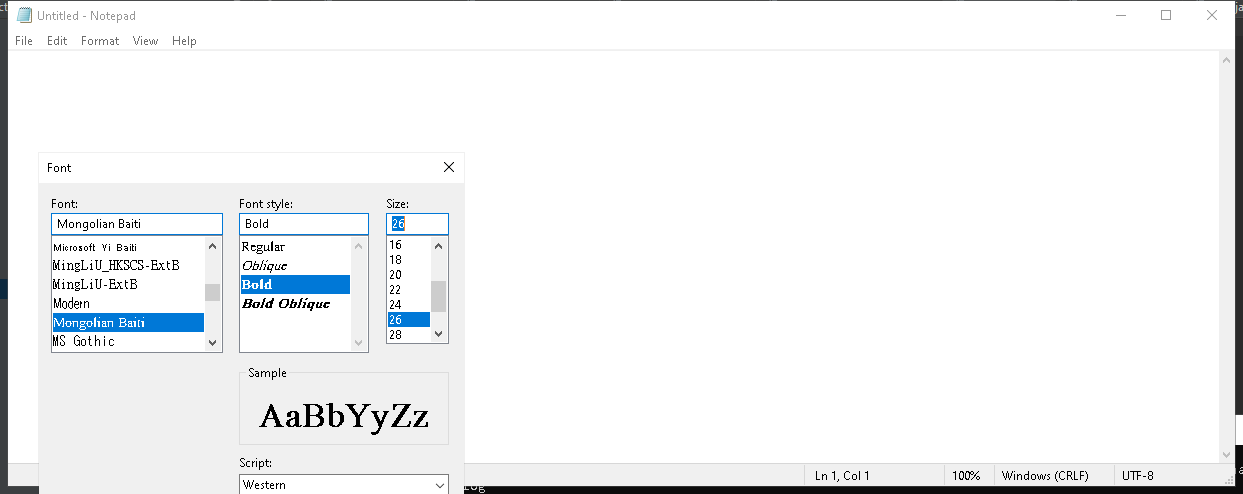 Untitled - Notepad
File Edit Format View Help
Font
Font: Font style: Size:
Mongolian Baiti Bold 26
Microsoft Yi Baiti
MingLiU_HKSCS-ExtB
MingLiU-ExtB
Modern
Mongolian Baiti
MS Gothic
Regular
Oblique
Bold
Bold Oblique
16
18
20
22
24
26
28
Sample
AaBbYyZz
Script:
Western
Ln 1, Col 1 100% Windows (CRLF) UTF-8